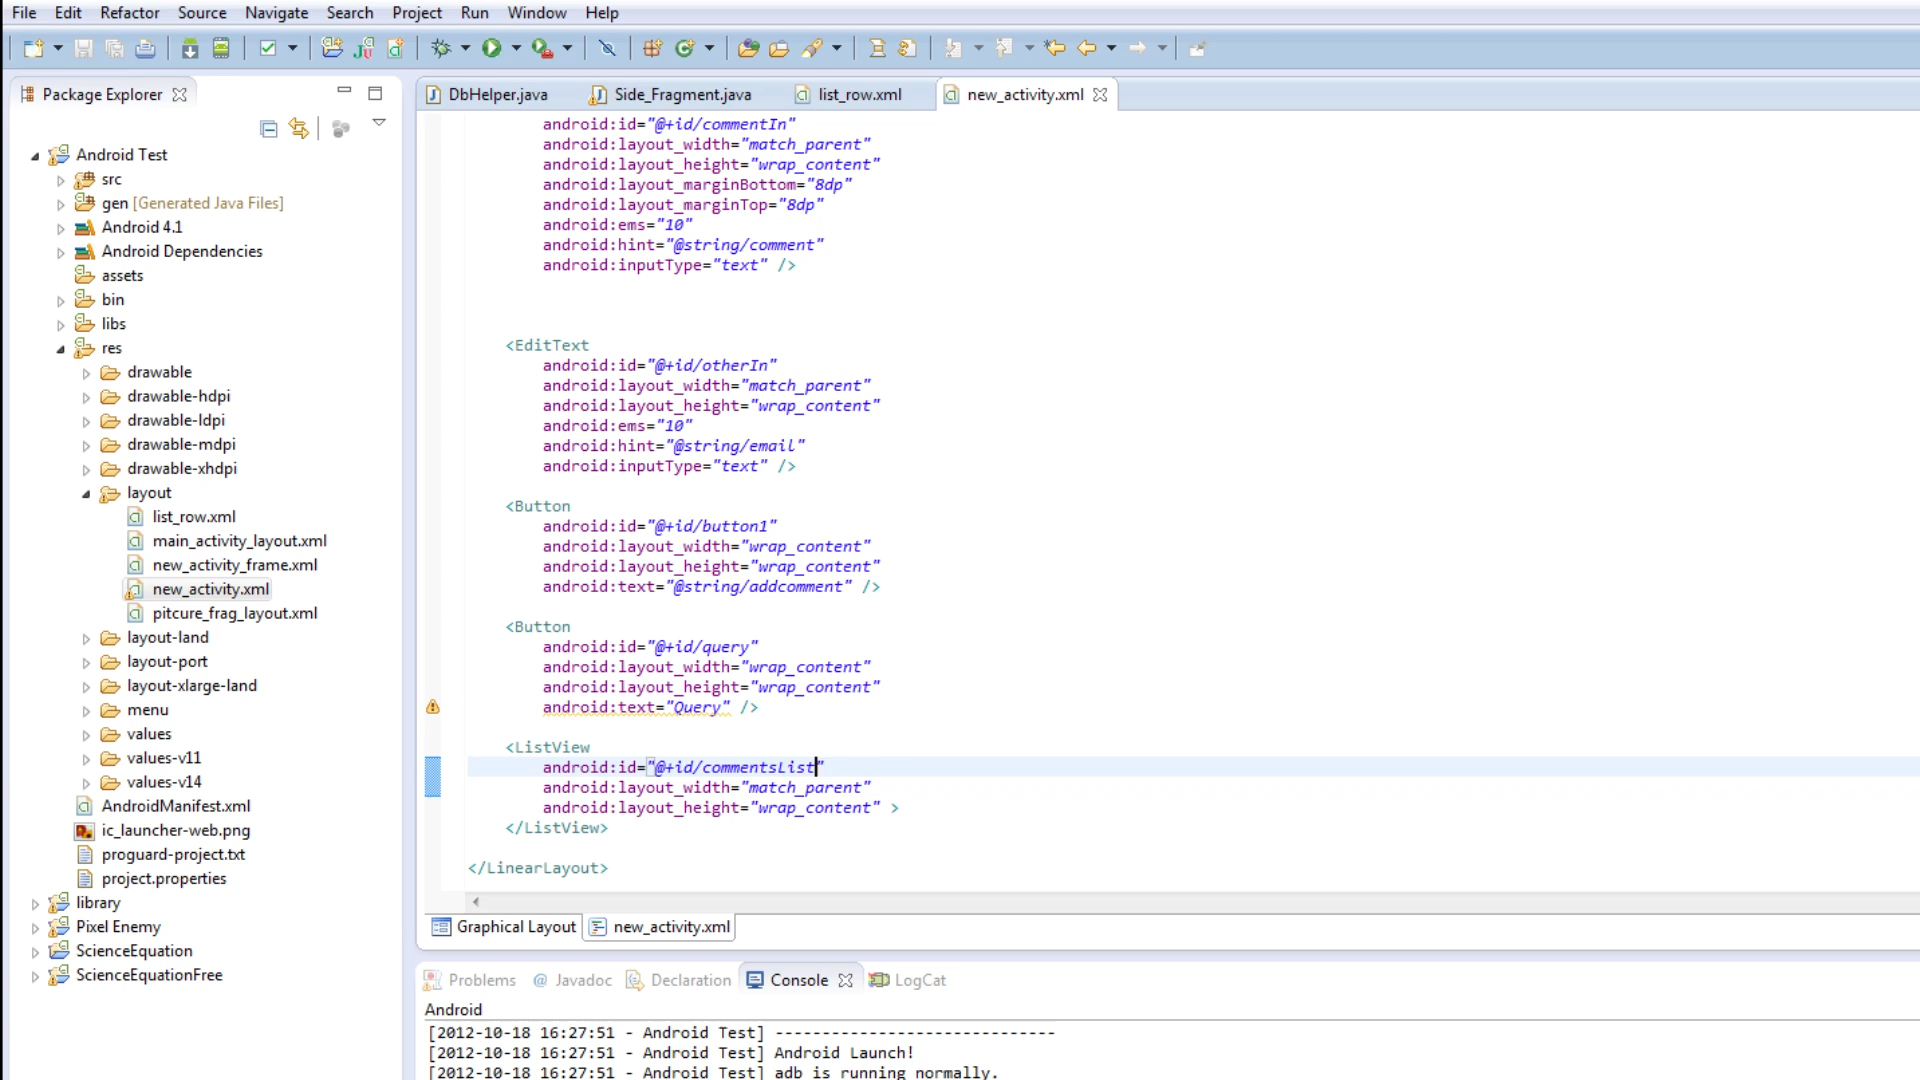 File Edit Refactor Source Navigate Search Project Run Window Help
Package Explorer
DbHelper.java Side_Fragment.java list_row.xml new_activity.xml
Android Test
src
gen [Generated Java Files]
Android 4.1
Android Dependencies
assets
bin
libs
res
drawable
drawable-hdpi
drawable-ldpi
drawable-mdpi
drawable-xhdpi
layout
list_row.xml
main_activity_layout.xml
new_activity_frame.xml
new_activity.xml
pitcure_frag_layout.xml
layout-land
layout-port
layout-xlarge-land
menu
values
values-v11
values-v14
AndroidManifest.xml
ic_launcher-web.png
proguard-project.txt
project.properties
library
Pixel Enemy
ScienceEquation
ScienceEquationFree
android:id="@+id/commentIn"
android:layout_width="match_parent"
android:layout_height="wrap_content"
android:layout_marginBottom="8dp"
android:layout_marginTop="8dp"
android:ems="10"
android:hint="@string/comment"
android:inputType="text" />
<EditText
android:id="@+id/otherIn"
android:layout_width="match_parent"
android:layout_height="wrap_content"
android:ems="10"
android:hint="@string/email"
android:inputType="text" />
<Button
android:id="@+id/button1"
android:layout_width="wrap_content"
android:layout_height="wrap_content"
android:text="@string/addcomment" />
<Button
android:id="@+id/query"
android:layout_width="wrap_content"
android:layout_height="wrap_content"
android:text="Query" />
<ListView
android:id="@+id/commentsList"
android:layout_width="match_parent"
android:layout_height="wrap_content" >
</ListView>
</LinearLayout>
Graphical Layout new_activity.xml
Problems Javadoc Declaration Console LogCat
Android
[2012-10-18 16:27:51 - Android Test] ------------------------------
[2012-10-18 16:27:51 - Android Test] Android Launch!
[2012-10-18 16:27:51 - Android Test] adb is running normally.